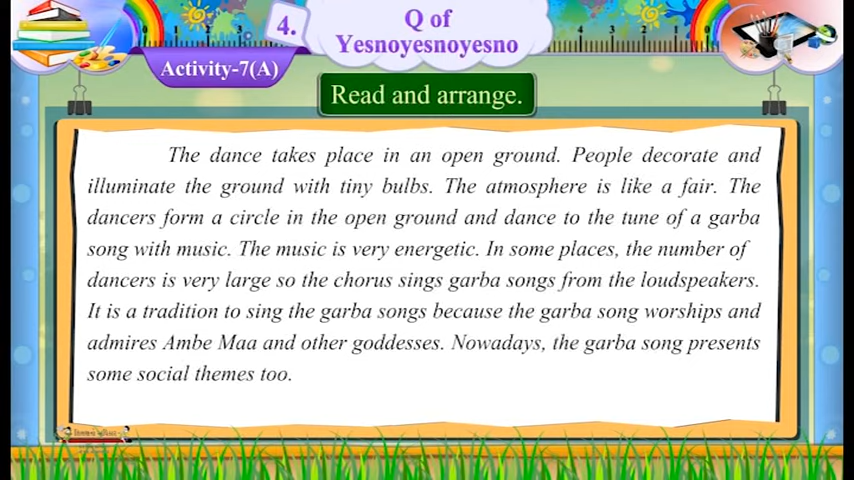 4.
Q of
Yesnoyesnoyesno
Activity-7(A)
Read and arrange.
The dance takes place in an open ground. People decorate and
illuminate the ground with tiny bulbs. The atmosphere is like a fair. The
dancers form a circle in the open ground and dance to the tune of a garba
song with music. The music is very energetic. In some places, the number of
dancers is very large so the chorus sings garba songs from the loudspeakers.
It is a tradition to sing the garba songs because the garba song worships and
admires Ambe Maa and other goddesses. Nowadays, the garba song presents
some social themes too.